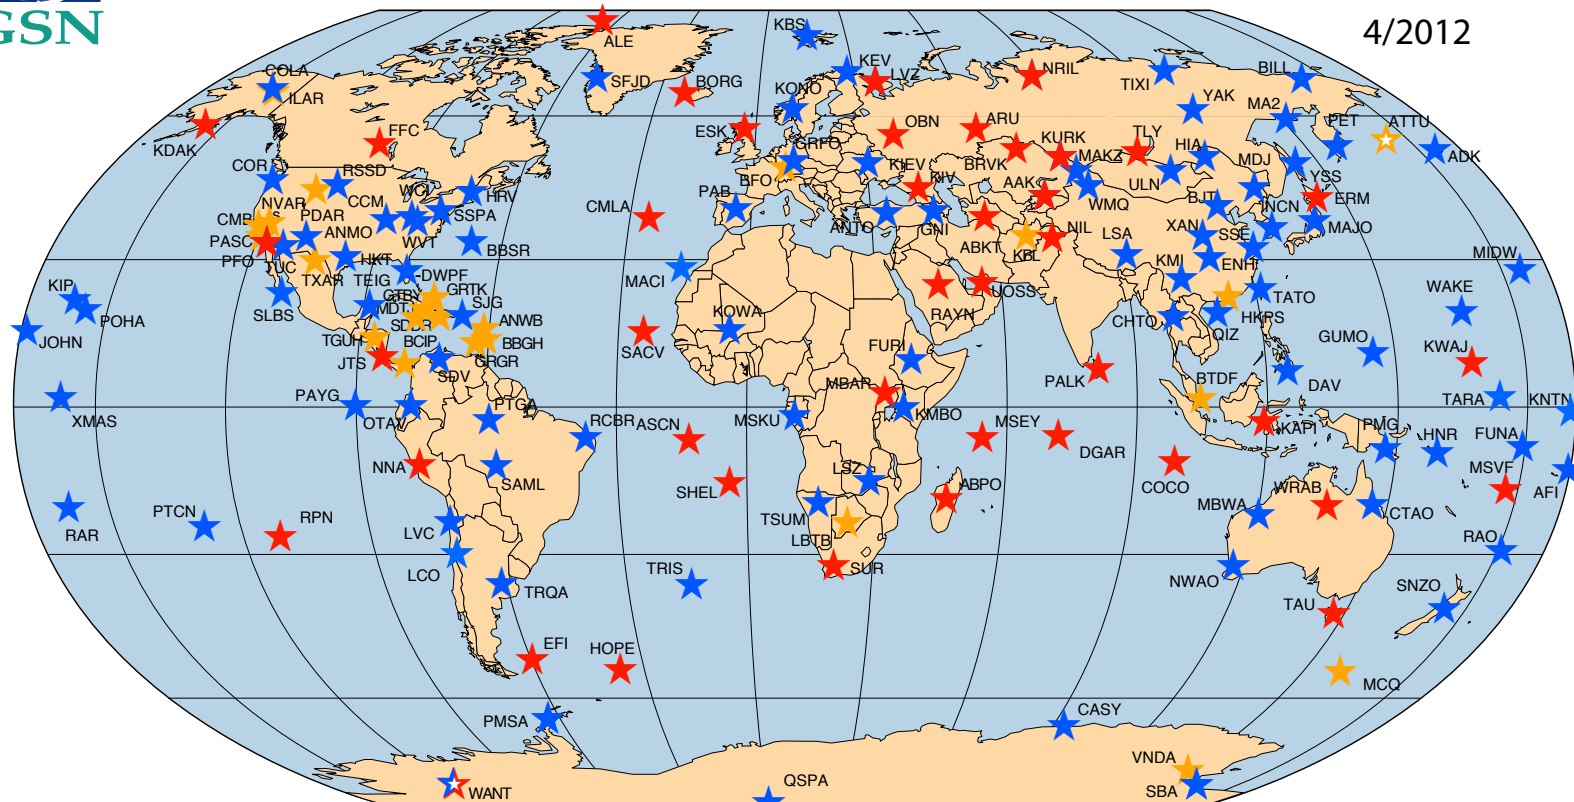 GSN
4/2012
KBS
ALE
COLA
ILAR
SFJD
BORG
KEV
LVZ
NRIL
TIXI
BILL
KONO
YAK
MA2
KDAK
FFC
ESK
OBN
ARU
KURK
TLY
HIA
PET
ATTU
ADK
COR
RSSD
GRFO
BFO
KIEV
BRVK
MAKZ
MDJ
YSS
WCI
HRV
KIV
AAK
ULN
NVAR
CCM
SSPA
PAB
WMQ
BJT
INCN
ERM
CMLA
PDAR
ANMO
WVT
BBSR
ANTO
GNI
ABKT
NIL
KBL
LSA
XAN
SSE
MAJO
PASC
PFO
TUC
TXAR
HKT
TEIG
DWPF
MACI
UOSS
KMI
ENH
MIDW
KIP
POHA
SLBS
GTBY
GRTK
MDT
SJG
RAYN
TATO
WAKE
JOHN
SDDR
ANWB
KOWA
CHTO
QIZ
HKPS
TGUH
BCIP
BBGH
SACV
FURI
GUMO
KWAJ
JTS
GRGR
SDV
MBAR
PALK
BTDF
DAV
XMAS
PAYG
OTAV
PTGA
RCBR
ASCN
MSKU
KMBO
MSEY
TARA
KNTN
KAPI
PMG
HNR
FUNA
NNA
SAML
SHEL
LSZ
ABPO
DGAR
COCO
WRAB
MSVF
AFI
RAR
PTCN
RPN
LVC
TSUM
LBTB
MBWA
CTAO
RAO
LCO
TRQA
TRIS
SUR
NWAO
SNZO
TAU
EFI
HOPE
MCQ
PMSA
CASY
WANT
QSPA
VNDA
SBA